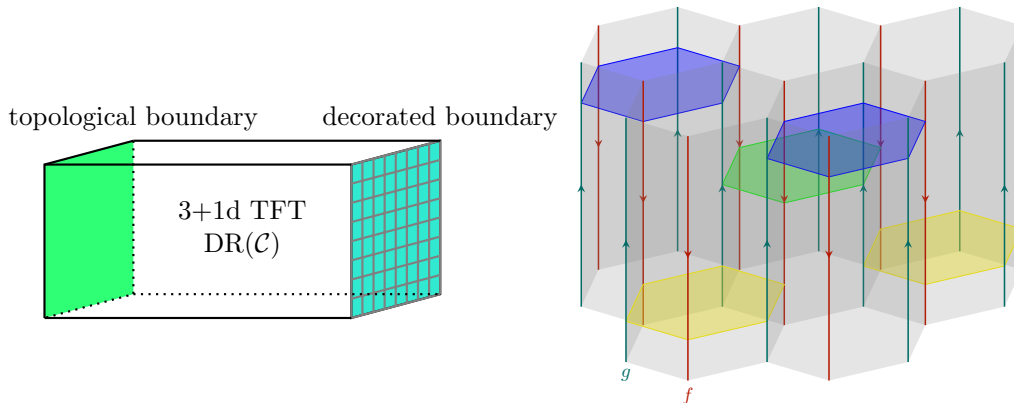 topological boundary
decorated boundary
3+1d TFT
DR(𝒞)
g
f